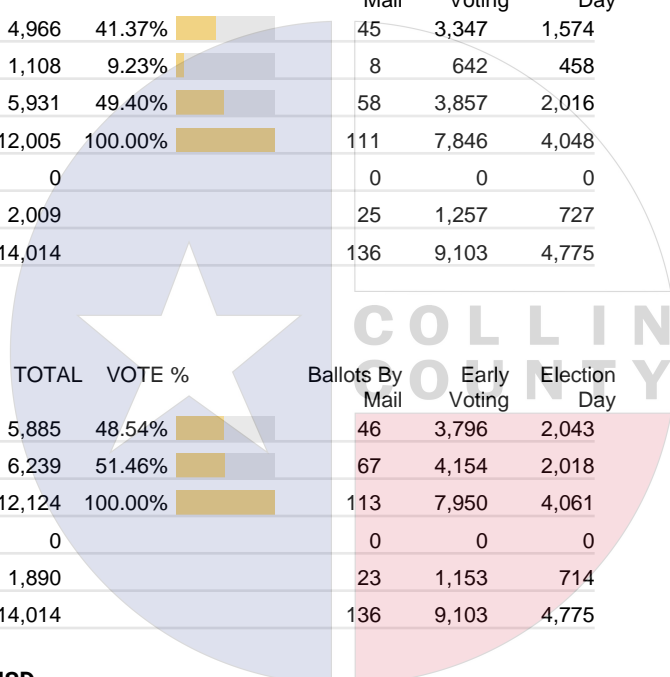 Mail Voting Day
4,966 41.37% 45 3,347 1,574
1,108 9.23% 8 642 458
5,931 49.40% 58 3,857 2,016
12,005 100.00% 111 7,846 4,048
0 0 0 0
2,009 25 1,257 727
14,014 136 9,103 4,775
COLLIN
COUNTY
TOTAL VOTE % Ballots By Early Election
Mail Voting Day
5,885 48.54% 46 3,796 2,043
6,239 51.46% 67 4,154 2,018
12,124 100.00% 113 7,950 4,061
0 0 0 0
1,890 23 1,153 714
14,014 136 9,103 4,775